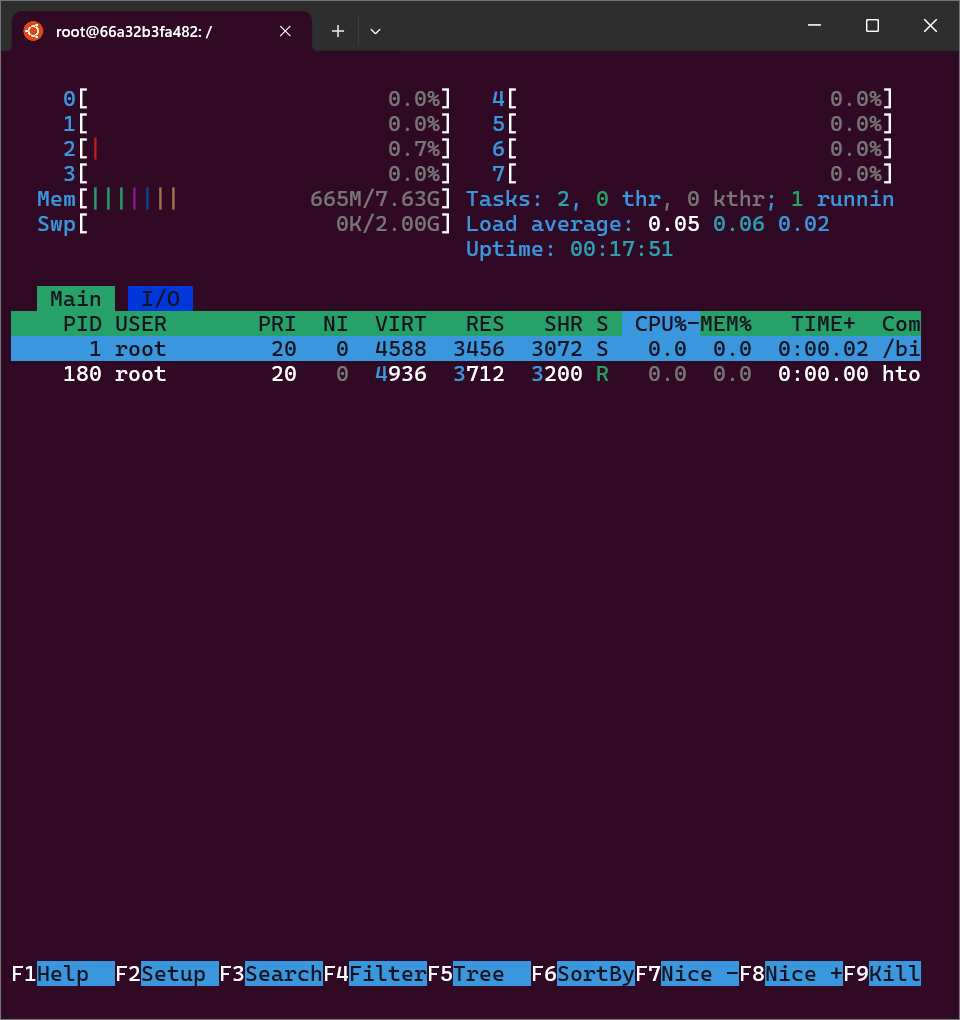 root@66a32b3fa482: /
0[ 0.0%] 4[ 0.0%]
1[ 0.0%] 5[ 0.0%]
2[| 0.7%] 6[ 0.0%]
3[ 0.0%] 7[ 0.0%]
Mem[||||||| 665M/7.63G] Tasks: 2, 0 thr, 0 kthr; 1 runnin
Swp[ 0K/2.00G] Load average: 0.05 0.06 0.02
Uptime: 00:17:51
Main I/O
PID USER PRI NI VIRT RES SHR S CPU%-MEM% TIME+ Com
1 root 20 0 4588 3456 3072 S 0.0 0.0 0:00.02 /bi
180 root 20 0 4936 3712 3200 R 0.0 0.0 0:00.00 hto
F1Help F2Setup F3SearchF4FilterF5Tree F6SortByF7Nice -F8Nice +F9Kill